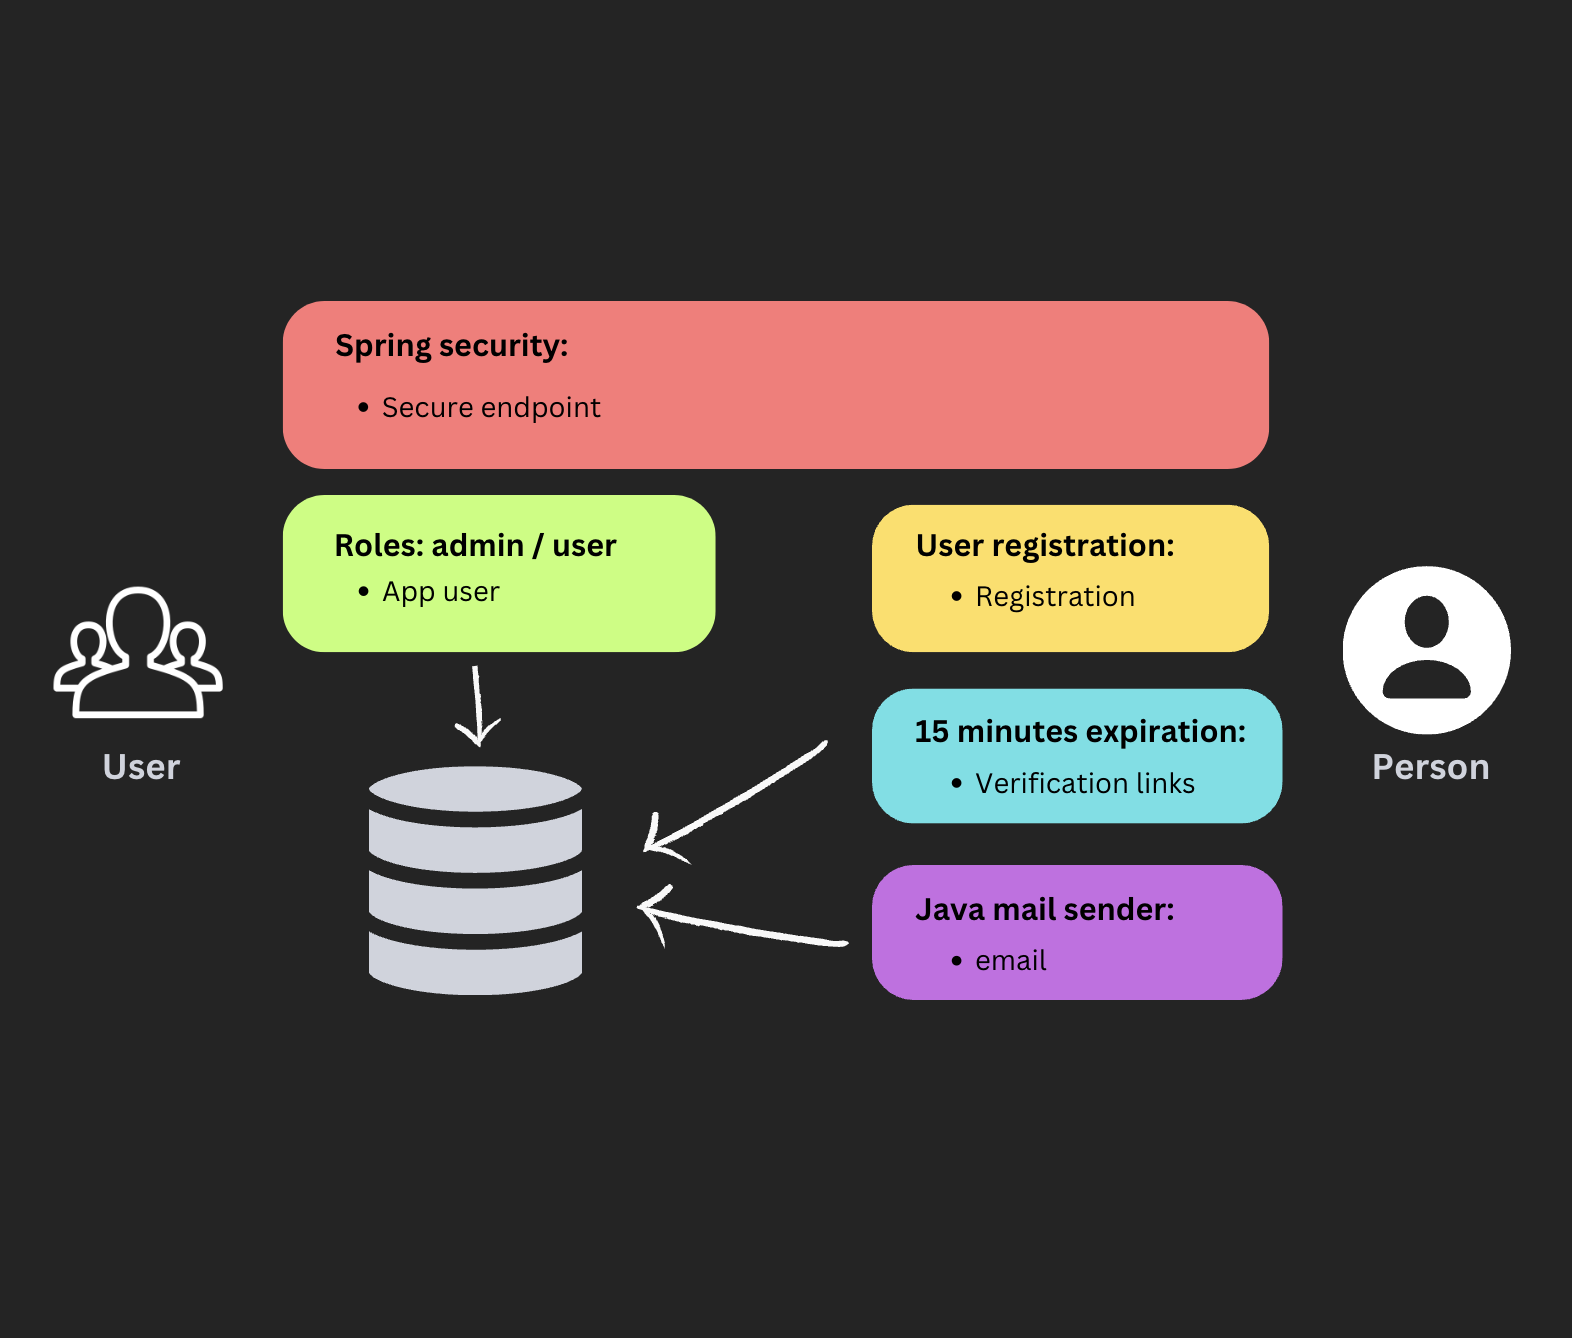 Spring security:
• Secure endpoint
Roles: admin / user
• App user
User registration:
• Registration
15 minutes expiration:
• Verification links
Java mail sender:
• email
User
Person